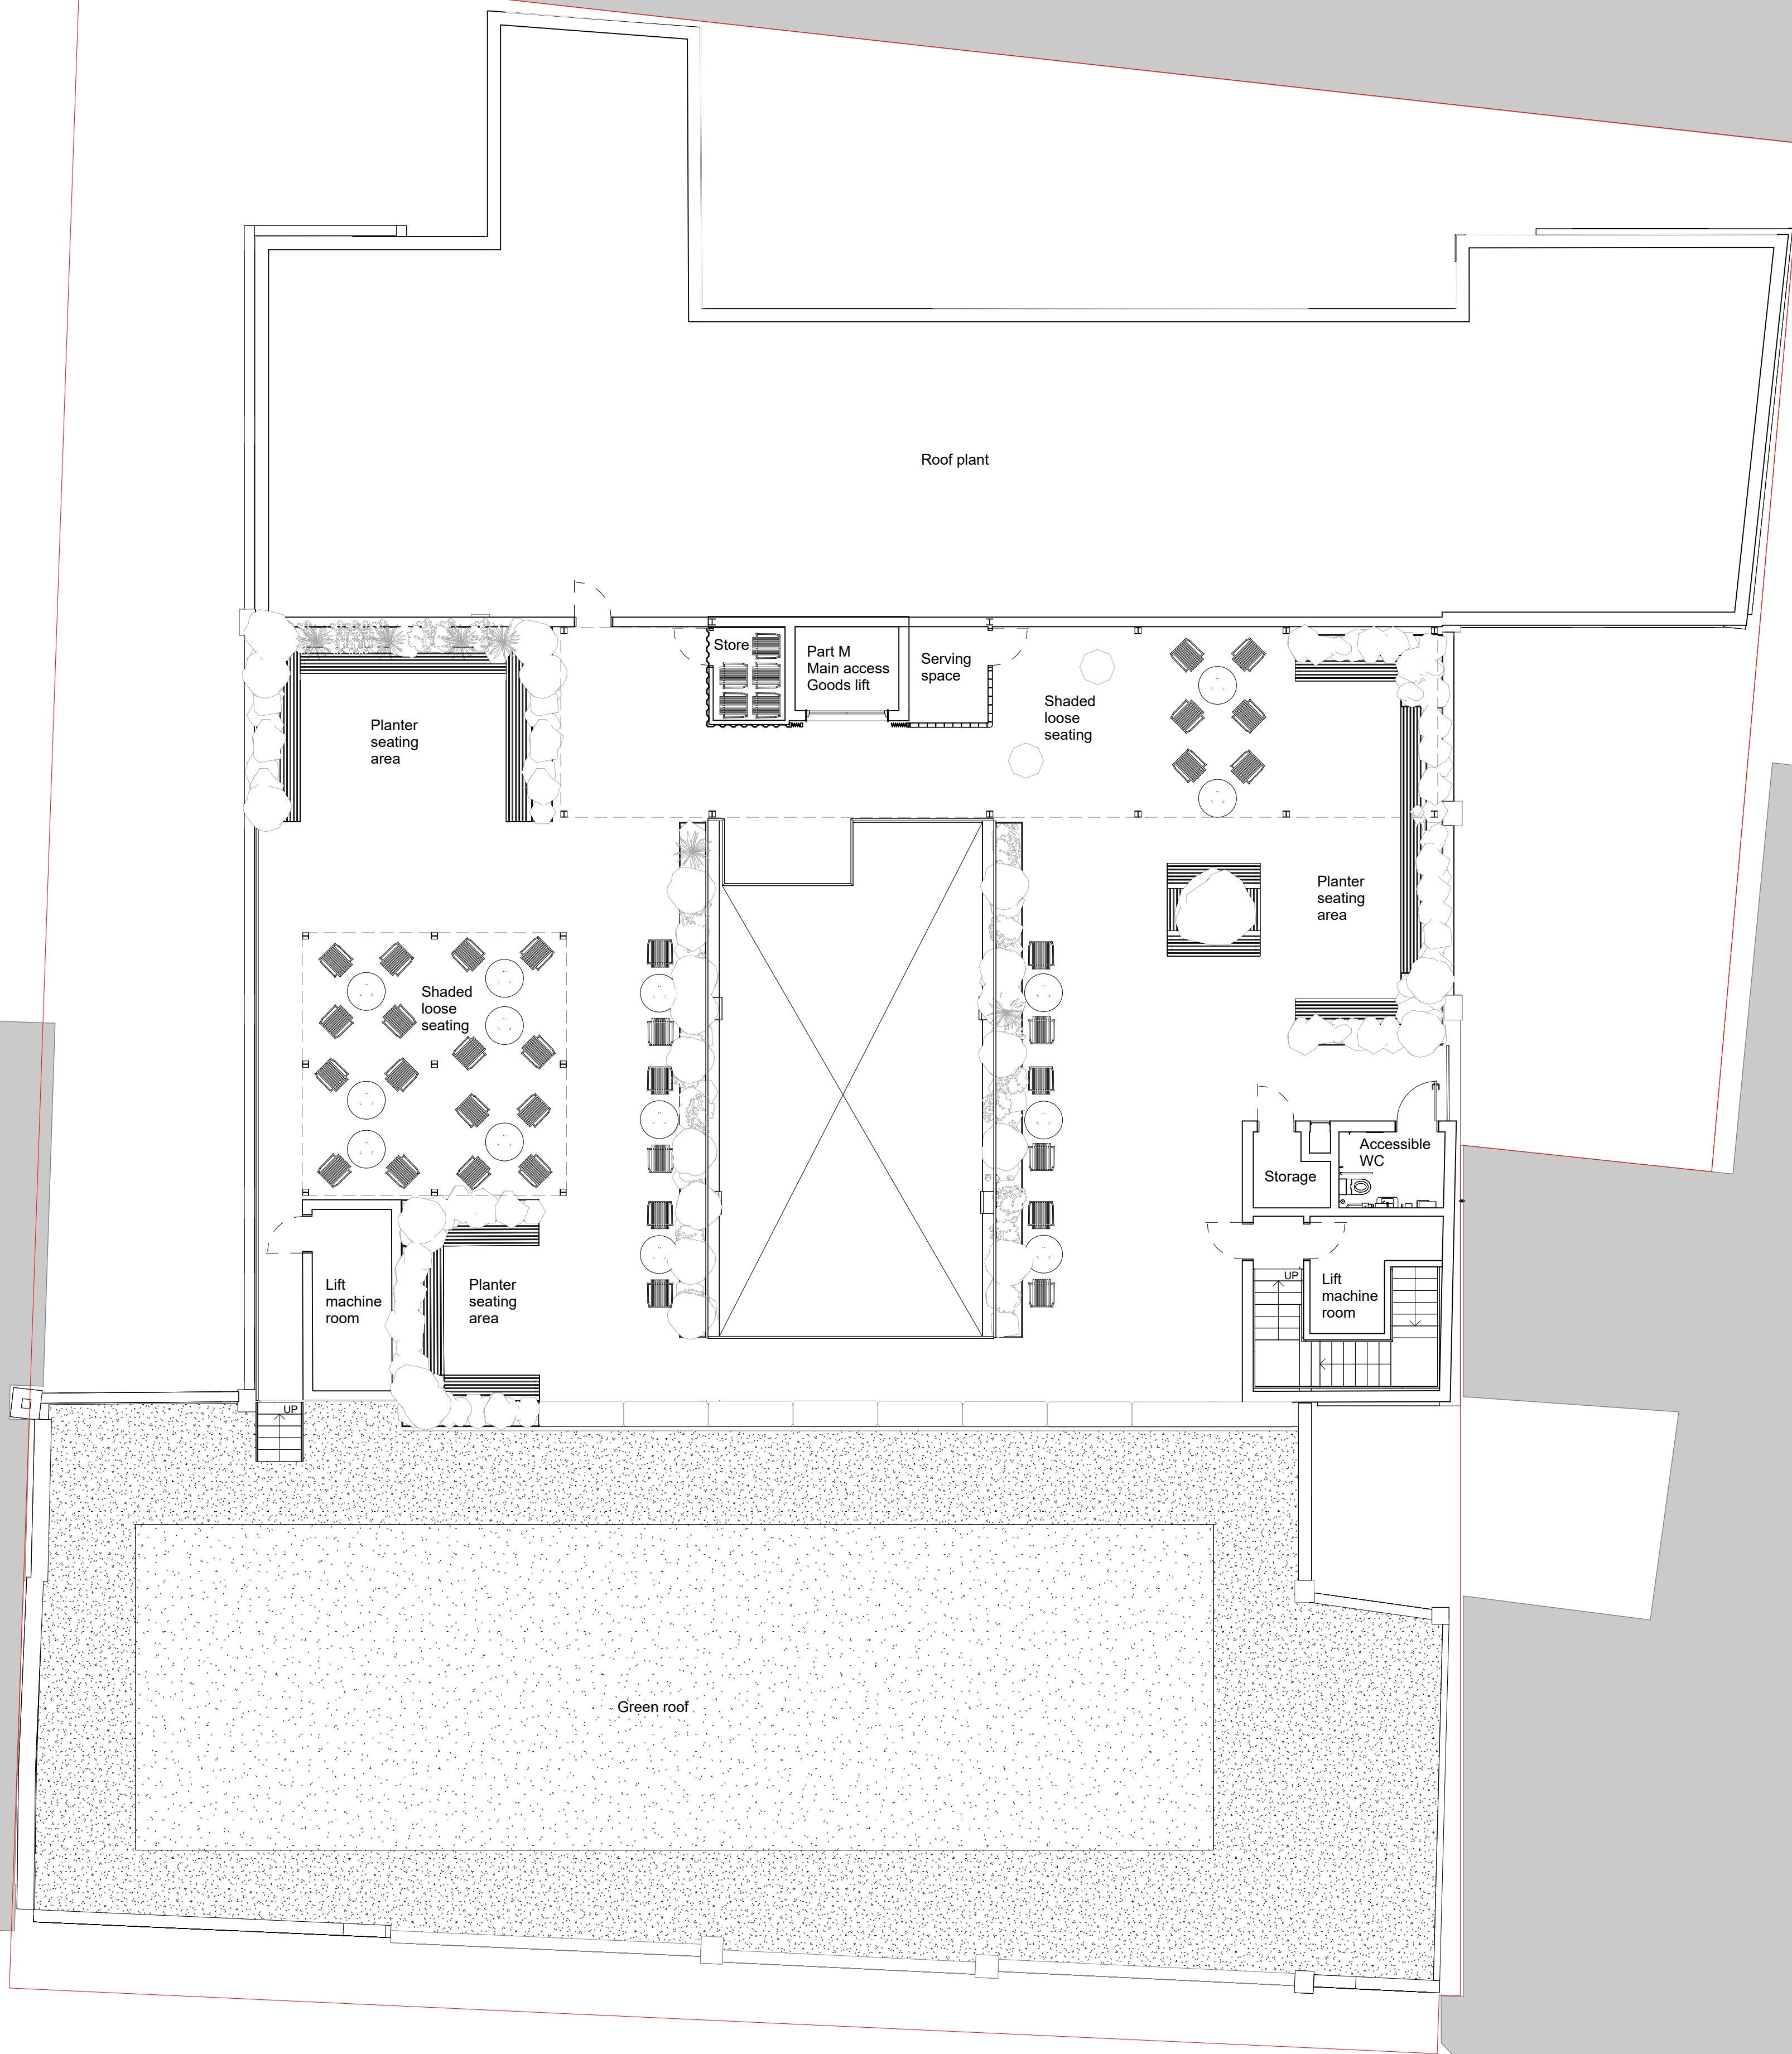 Roof plant
Store
Part M
Main access
Goods lift
Serving
space
Shaded
loose
seating
Planter
seating
area
Planter
seating
area
Shaded
loose
seating
Accessible
WC
Storage
UP
Lift
machine
room
Lift
machine
room
Planter
seating
area
UP
Green roof